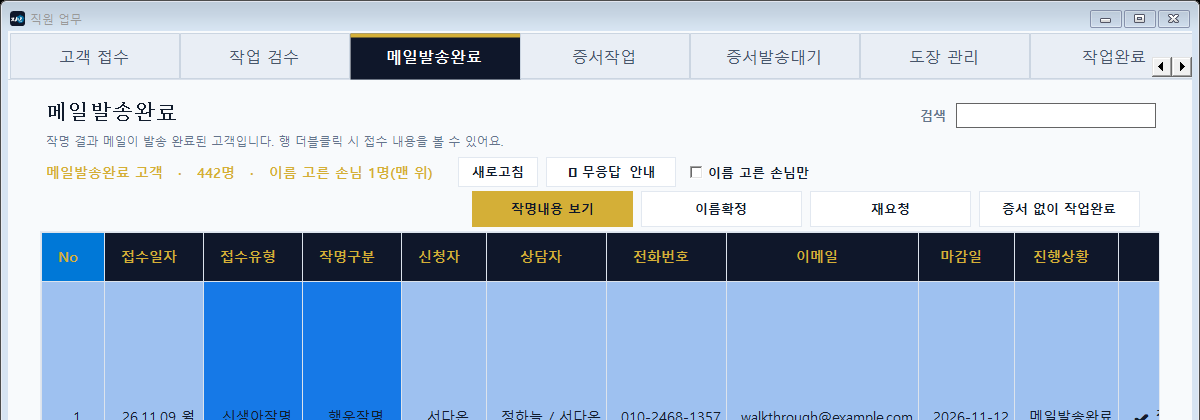 직원 업무
고객 접수 작업 검수 메일발송완료 증서작업 증서발송대기 도장 관리 작업완료
메일발송완료
검색
작명 결과 메일이 발송 완료된 고객입니다. 행 더블클릭 시 접수 내용을 볼 수 있어요.
메일발송완료 고객 · 442명 · 이름 고른 손님 1명(맨 위) 새로고침 무응답 안내 이름 고른 손님만
작명내용 보기 이름확정 재요청 증서 없이 작업완료
No 접수일자 접수유형 작명구분 신청자 상담자 전화번호 이메일 마감일 진행상황
1 26.11.09 월 신생아작명 행운작명 서다은 정하늘 / 서다은 010-2468-1357 walkthrough@example.com 2026-11-12 메일발송완료 ✔